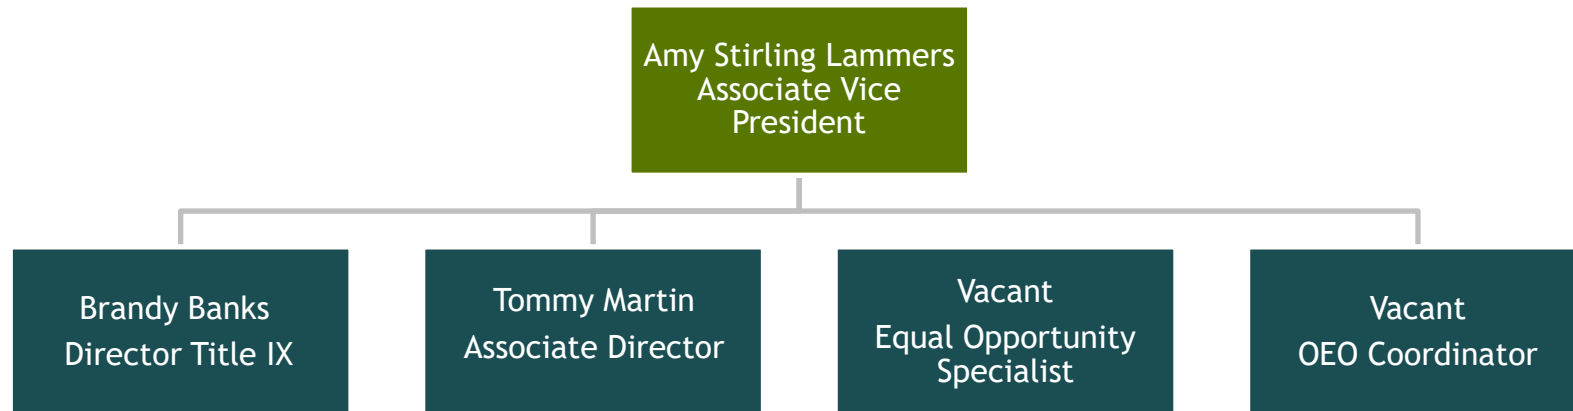 Amy Stirling Lammers
Associate Vice
President
Brandy Banks
Director Title IX
Tommy Martin
Associate Director
Vacant
Equal Opportunity
Specialist
Vacant
OEO Coordinator